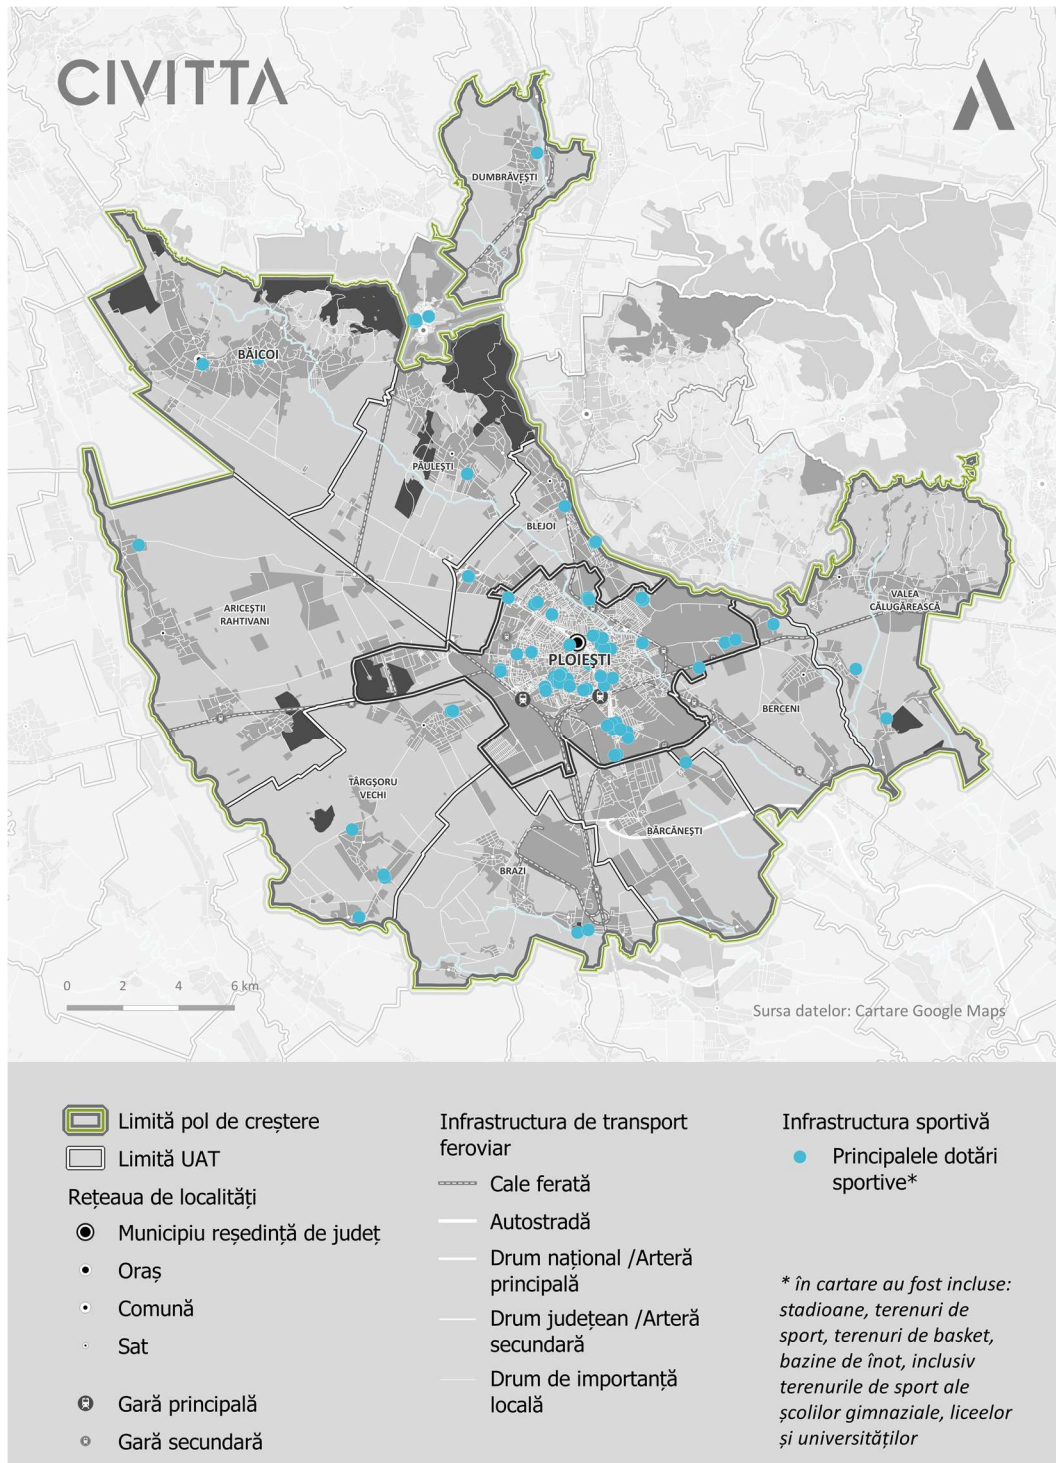 CIVITTA
DUMBRĂVEȘTI
BĂICOI
PĂULEȘTI
BLEJOI
VALEA
CĂLUGĂREASCĂ
ARICEȘTII
RAHTIVANI
PLOIEȘTI
BERCENI
TÂRGȘORU
VECHI
BĂRCĂNEȘTI
BRAZI
0 2 4 6 km
Sursa datelor: Cartare Google Maps
Limită pol de creștere
Limită UAT
Rețeaua de localități
Municipiu reședință de județ
Oraș
Comună
Sat
Gară principală
Gară secundară
Infrastructura de transport
feroviar
Cale ferată
Autostradă
Drum național /Arteră
principală
Drum județean /Arteră
secundară
Drum de importanță
locală
Infrastructura sportivă
Principalele dotări
sportive*
* în cartare au fost incluse:
stadioane, terenuri de
sport, terenuri de basket,
bazine de înot, inclusiv
terenurile de sport ale
școlilor gimnaziale, liceelor
și universităților